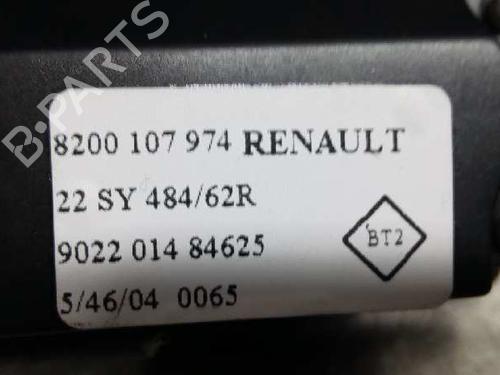 B-PARTS
8200 107 974 RENAULT
22 SY 484/62R
9022 014 84625
BT2
5/46/04 0065